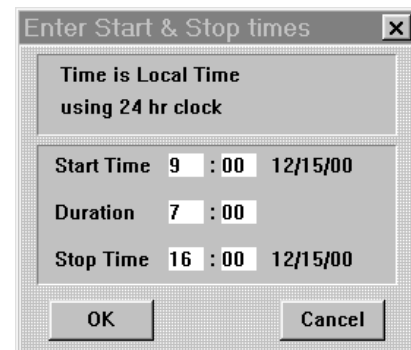 Enter Start & Stop times
Time is Local Time
using 24 hr clock
Start Time 9 : 00 12/15/00
Duration 7 : 00
Stop Time 16 : 00 12/15/00
OK Cancel